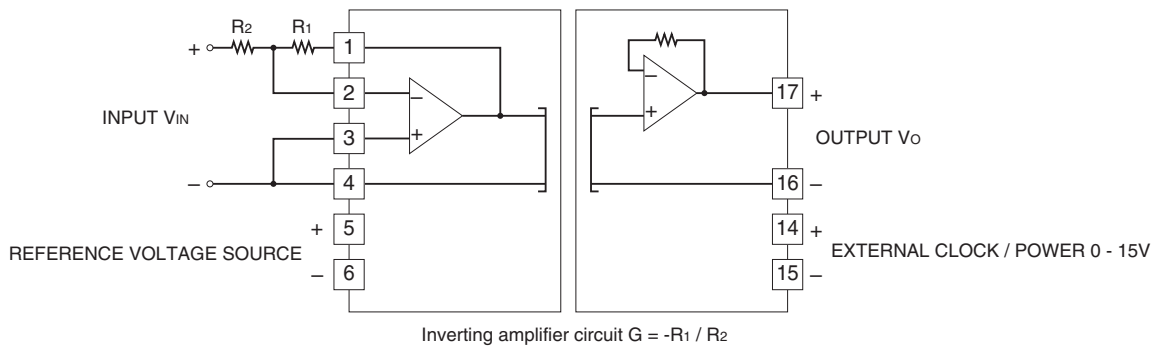 R2 R1
+ 1
2 −
INPUT VIN
3 +
− 4
+ 5
REFERENCE VOLTAGE SOURCE
− 6
−
+
17 +
OUTPUT VO
16 −
14 +
EXTERNAL CLOCK / POWER 0 - 15V
15 −
Inverting amplifier circuit G = -R1 / R2